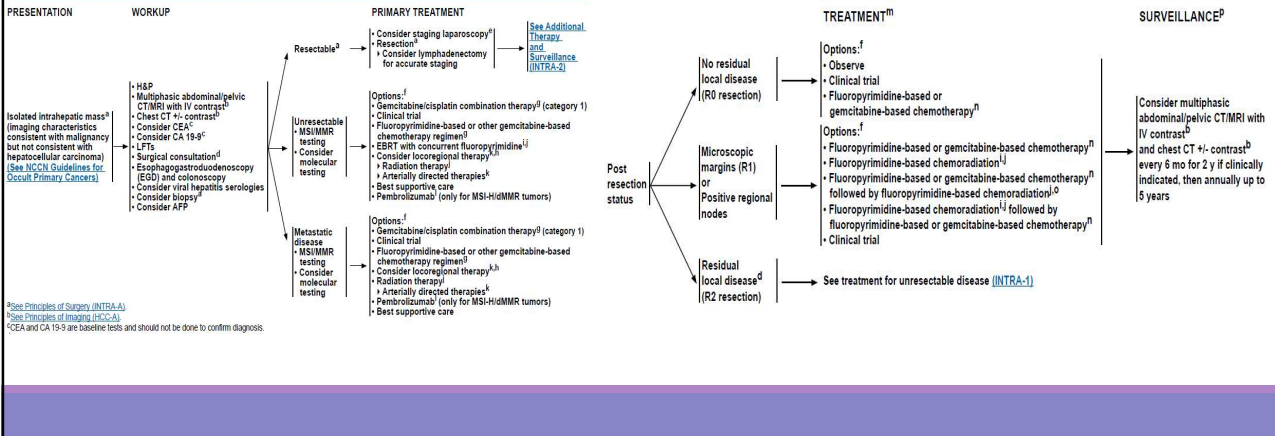 PRESENTATION
WORKUP
PRIMARY TREATMENT
Isolated intrahepatic mass^a
(imaging characteristics
consistent with malignancy
but not consistent with
hepatocellular carcinoma)
(See NCCN Guidelines for
Occult Primary Cancers)
• H&P
• Multiphasic abdominal/pelvic
CT/MRI with IV contrast^b
• Chest CT +/- contrast^b
• Consider CEA^c
• Consider CA 19-9^c
• LFTs
• Surgical consultation^d
• Esophagogastroduodenoscopy
(EGD) and colonoscopy
• Consider viral hepatitis serologies
• Consider biopsy^a
• Consider AFP
Resectable^a
• Consider staging laparoscopy^e
• Resection^a
▸ Consider lymphadenectomy
for accurate staging
See Additional
Therapy
and
Surveillance
(INTRA-2)
Unresectable
• MSI/MMR
testing
• Consider
molecular
testing
Options:^f
• Gemcitabine/cisplatin combination therapy^g (category 1)
• Clinical trial
• Fluoropyrimidine-based or other gemcitabine-based
chemotherapy regimen^g
• EBRT with concurrent fluoropyrimidine^i,j
• Consider locoregional therapy^k,h
▸ Radiation therapy^j
▸ Arterially directed therapies^k
• Best supportive care
• Pembrolizumab^l (only for MSI-H/dMMR tumors)
Metastatic
disease
• MSI/MMR
testing
• Consider
molecular
testing
Options:^f
• Gemcitabine/cisplatin combination therapy^g (category 1)
• Clinical trial
• Fluoropyrimidine-based or other gemcitabine-based
chemotherapy regimen^g
• Consider locoregional therapy^k,h
• Radiation therapy^j
▸ Arterially directed therapies^k
• Pembrolizumab^l (only for MSI-H/dMMR tumors)
• Best supportive care
^a See Principles of Surgery (INTRA-A).
^b See Principles of Imaging (HCC-A).
^c CEA and CA 19-9 are baseline tests and should not be done to confirm diagnosis.
TREATMENT^m
SURVEILLANCE^p
Post
resection
status
No residual
local disease
(R0 resection)
Options:^f
• Observe
• Clinical trial
• Fluoropyrimidine-based or
gemcitabine-based chemotherapy^n
Microscopic
margins (R1)
or
Positive regional
nodes
Options:^f
• Fluoropyrimidine-based or gemcitabine-based chemotherapy^n
• Fluoropyrimidine-based chemoradiation^i,j
• Fluoropyrimidine-based or gemcitabine-based chemotherapy^n
followed by fluoropyrimidine-based chemoradiation^j,o
• Fluoropyrimidine-based chemoradiation^i,j followed by
fluoropyrimidine-based or gemcitabine-based chemotherapy^n
• Clinical trial
Residual
local disease^d
(R2 resection)
See treatment for unresectable disease (INTRA-1)
Consider multiphasic
abdominal/pelvic CT/MRI with
IV contrast^b
and chest CT +/- contrast^b
every 6 mo for 2 y if clinically
indicated, then annually up to
5 years